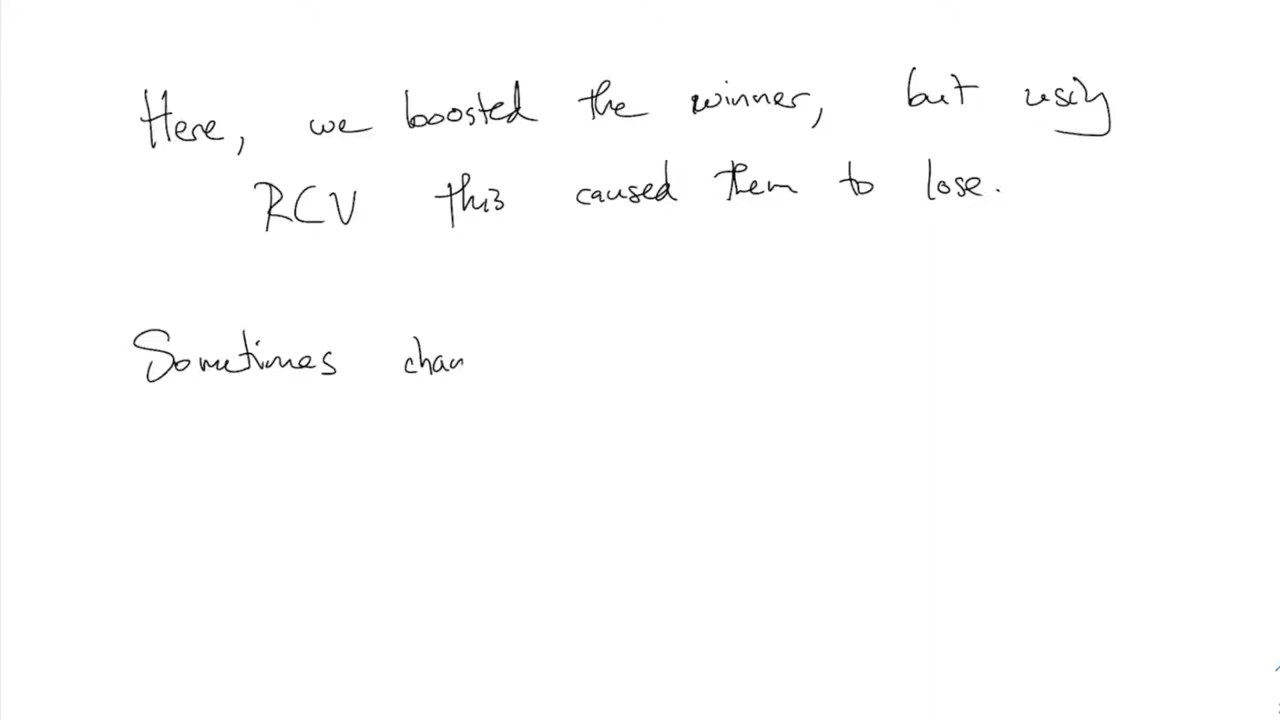 Here, we boosted the winner, but using
RCV this caused them to lose.
Sometimes chan